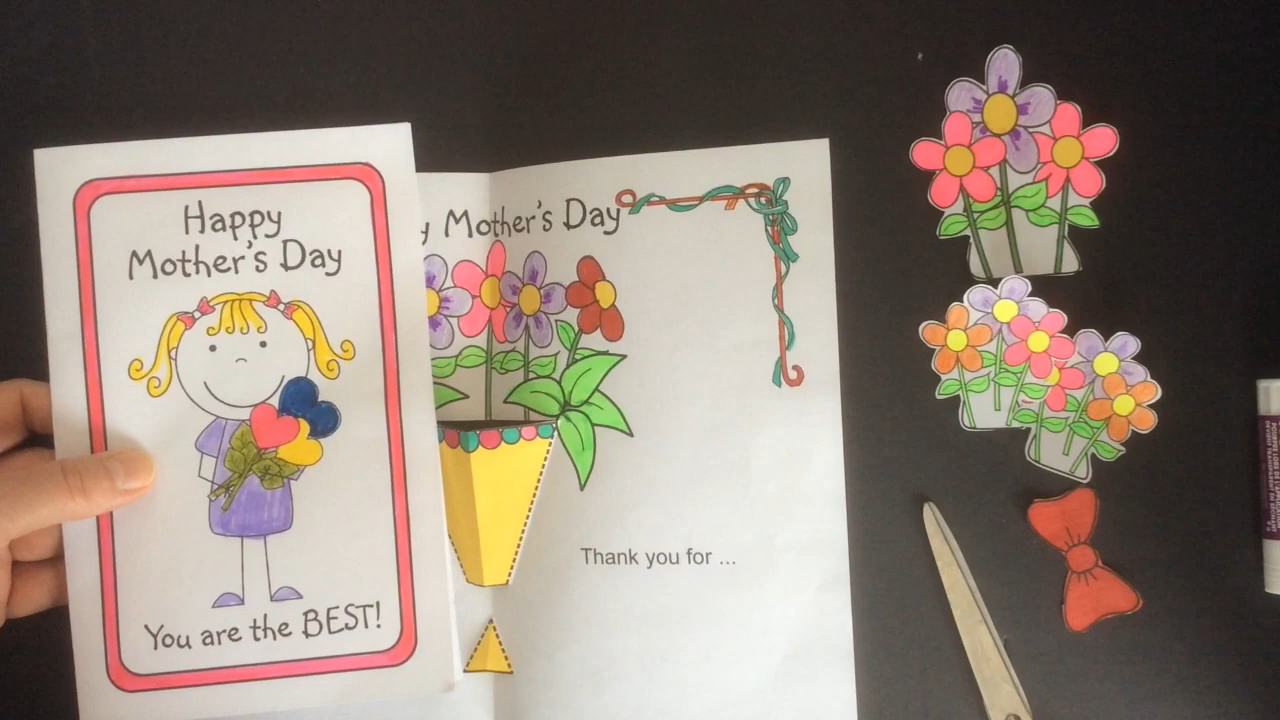 Happy
Mother's Day
You are the BEST!
y Mother's Day
Thank you for ...